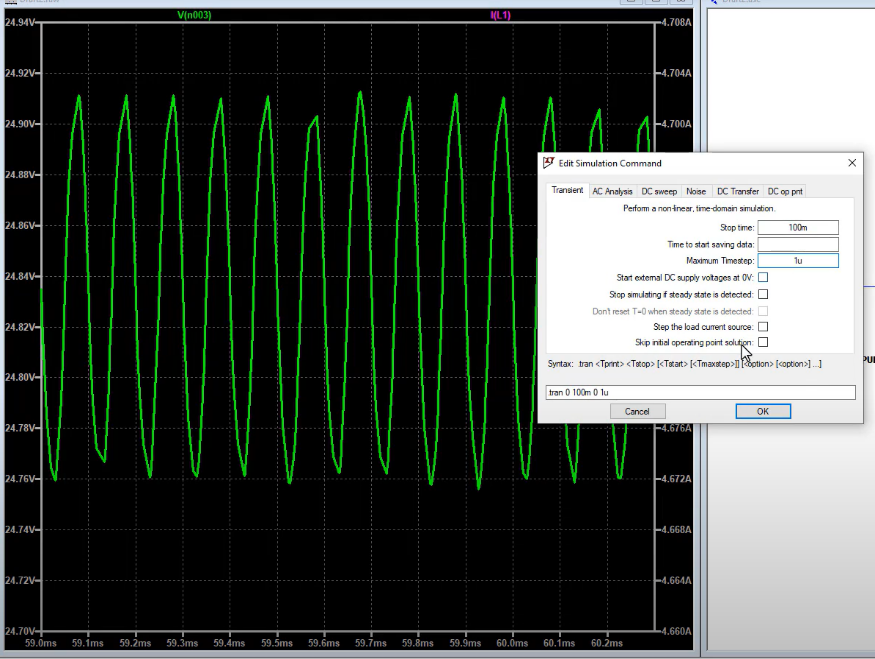 V(n003) I(L1)
24.94V 4.708A
24.92V 4.704A
24.90V 4.700A
24.88V
24.86V
24.84V
24.82V
24.80V
24.78V 4.676A
24.76V 4.672A
24.74V 4.668A
24.72V 4.664A
24.70V 4.660A
59.0ms 59.1ms 59.2ms 59.3ms 59.4ms 59.5ms 59.6ms 59.7ms 59.8ms 59.9ms 60.0ms 60.1ms 60.2ms
Edit Simulation Command
Transient AC Analysis DC sweep Noise DC Transfer DC op pnt
Perform a non-linear, time-domain simulation.
Stop time: 100m
Time to start saving data:
Maximum Timestep: 1u
Start external DC supply voltages at 0V:
Stop simulating if steady state is detected:
Don't reset T=0 when steady state is detected:
Step the load current source:
Skip initial operating point solution:
Syntax: .tran <Tprint> <Tstop> [<Tstart> [<Tmaxstep>]] [<option> [<option>] ...]
.tran 0 100m 0 1u
Cancel OK